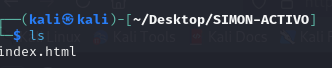 ┌──(kali㉿kali)-[~/Desktop/SIMON-ACTIVO]
└─$ ls
index.html